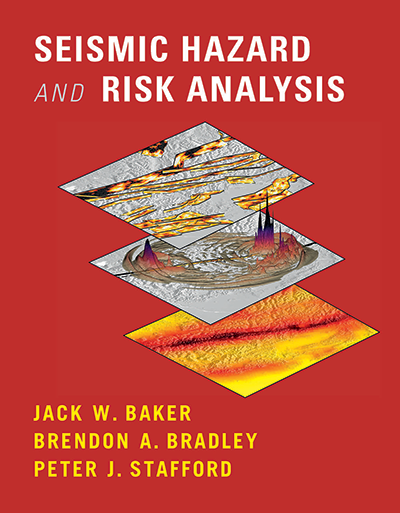 SEISMIC HAZARD
AND RISK ANALYSIS
JACK W. BAKER
BRENDON A. BRADLEY
PETER J. STAFFORD